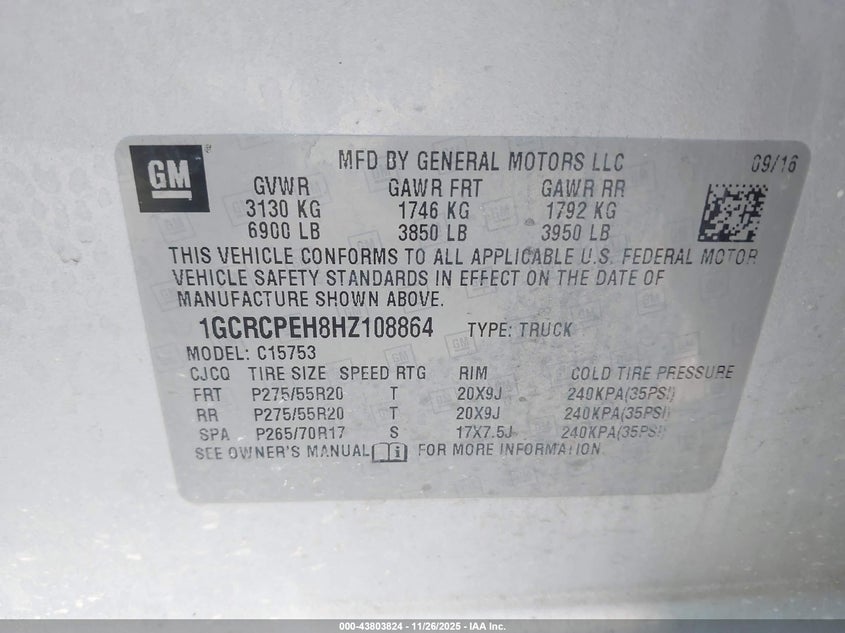 GM
MFD BY GENERAL MOTORS LLC 09/16
GVWR GAWR FRT GAWR RR
3130 KG 1746 KG 1792 KG
6900 LB 3850 LB 3950 LB
THIS VEHICLE CONFORMS TO ALL APPLICABLE U.S. FEDERAL MOTOR
VEHICLE SAFETY STANDARDS IN EFFECT ON THE DATE OF
MANUFACTURE SHOWN ABOVE.
1GCRCPEH8HZ108864 TYPE: TRUCK
MODEL: C15753
CJCQ TIRE SIZE SPEED RTG RIM COLD TIRE PRESSURE
FRT P275/55R20 T 20X9J 240KPA(35PSI)
RR P275/55R20 T 20X9J 240KPA(35PSI)
SPA P265/70R17 S 17X7.5J 240KPA(35PSI)
SEE OWNER'S MANUAL FOR MORE INFORMATION
000-43803824 - 11/26/2025 - IAA Inc.